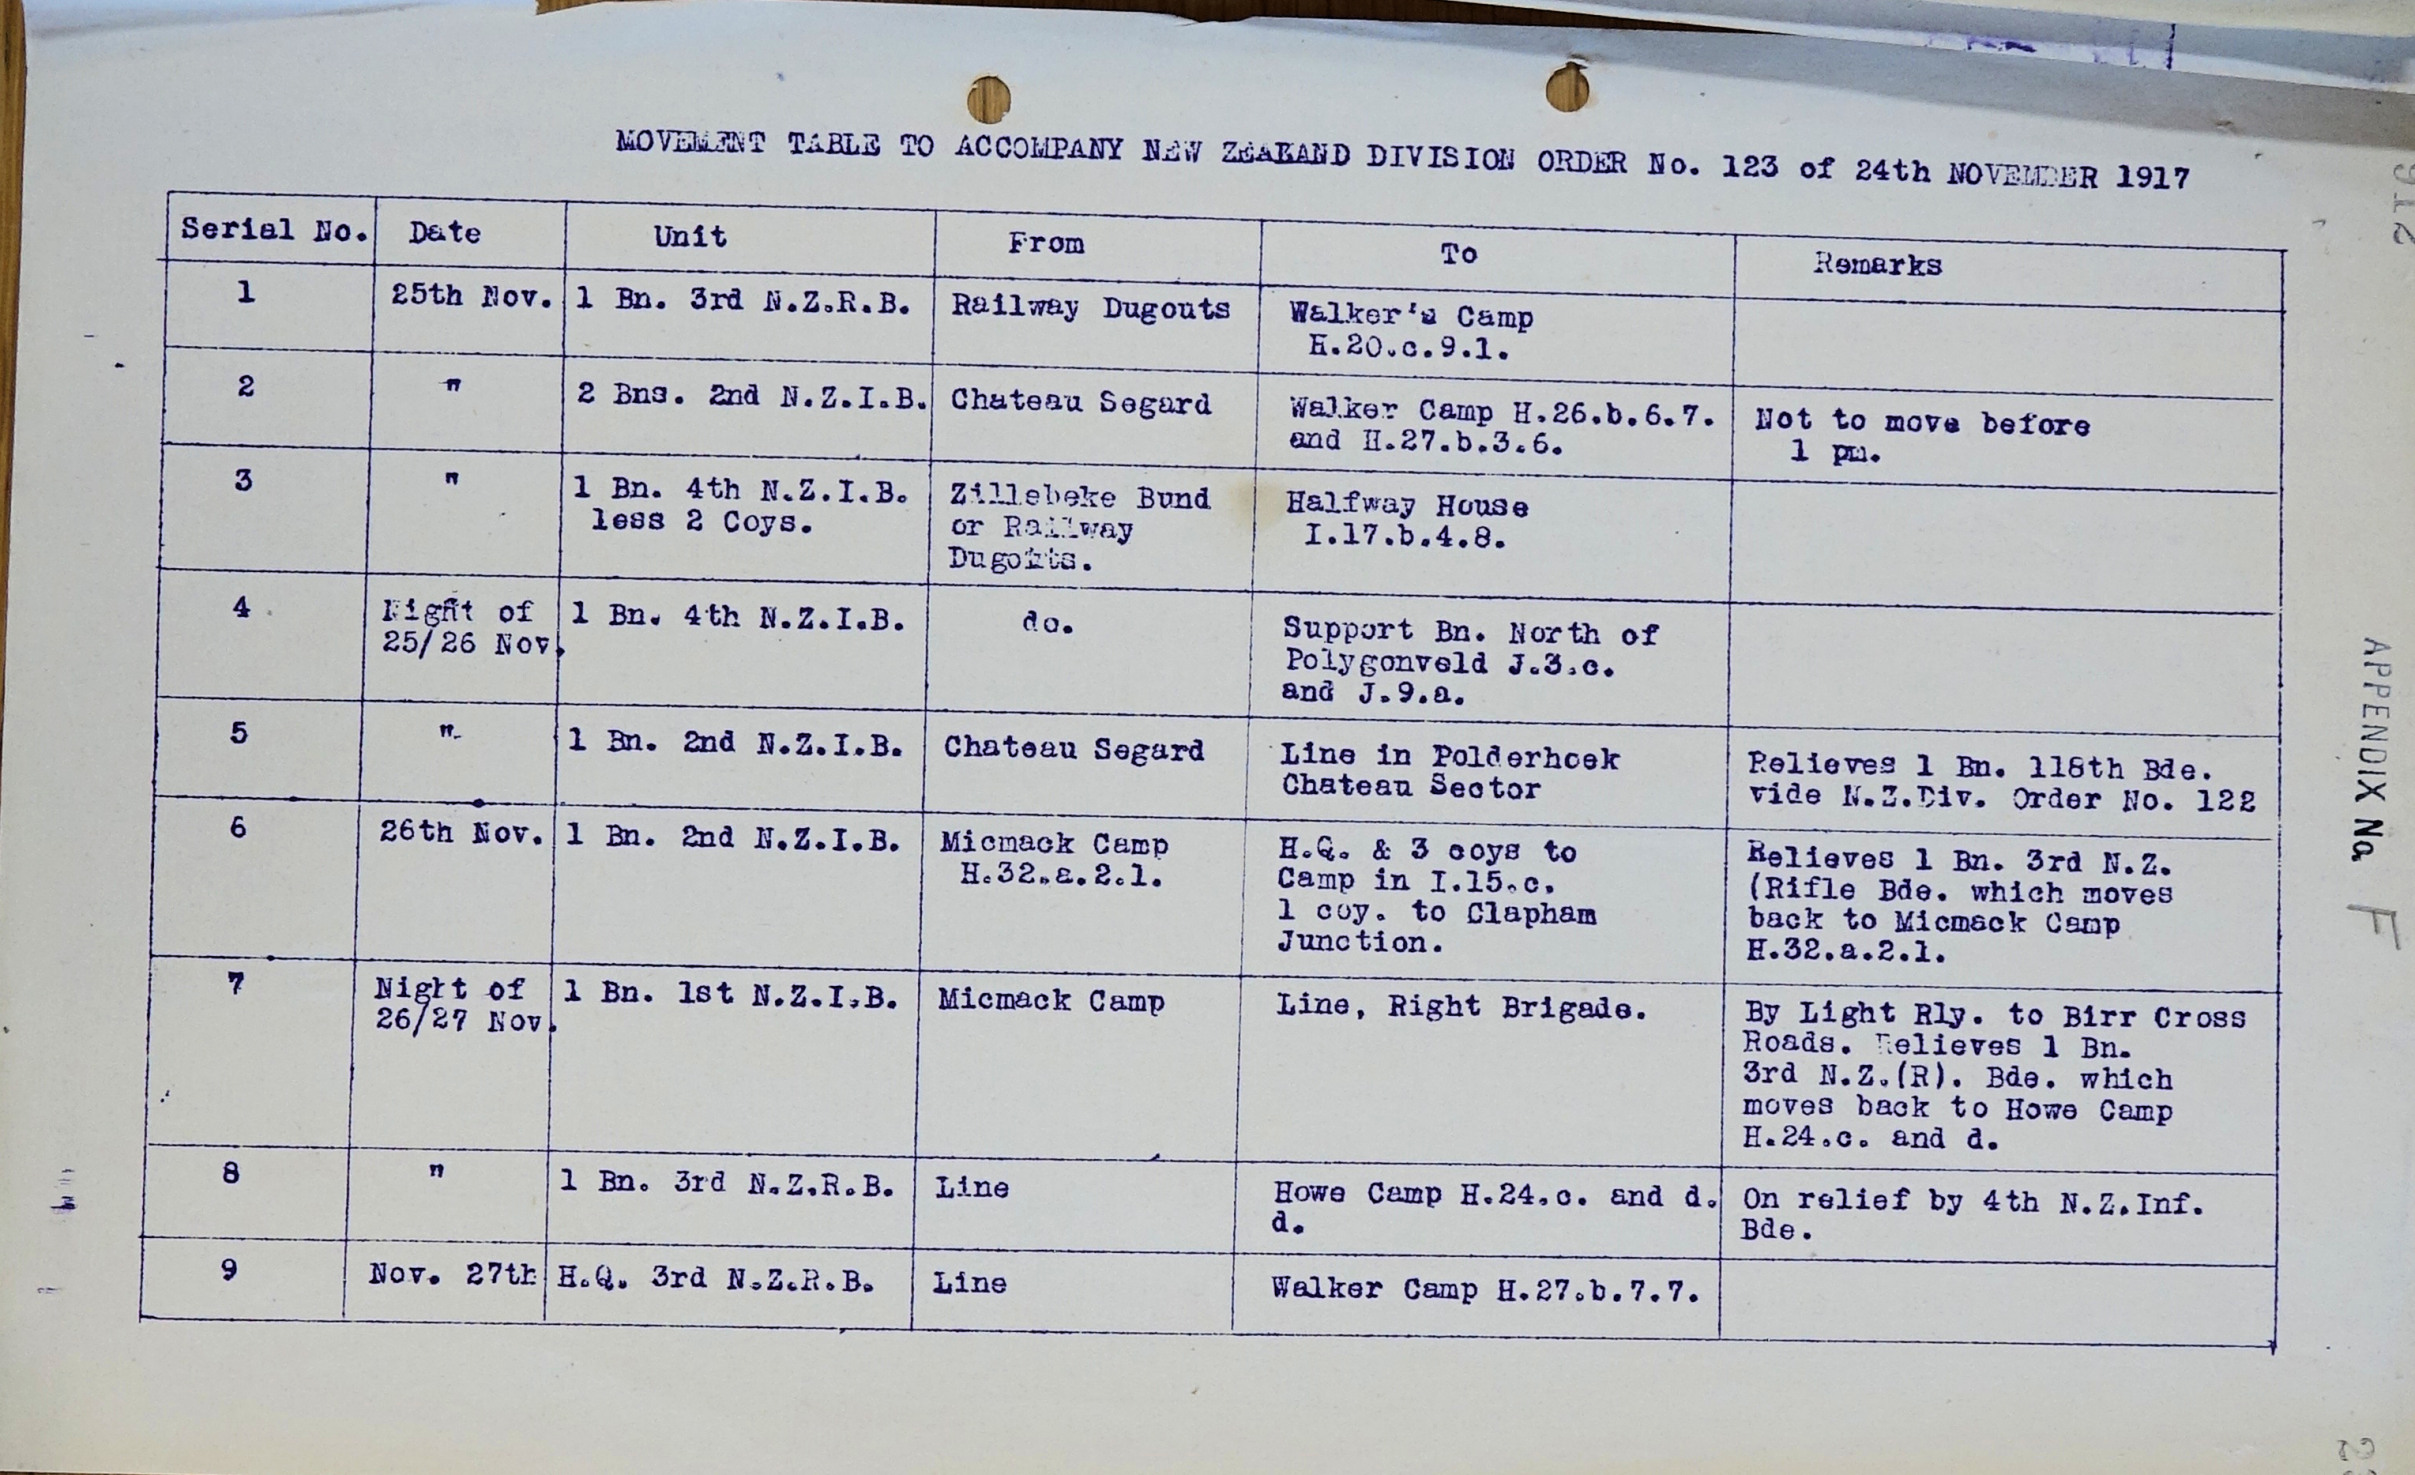 MOVEMENT TABLE TO ACCOMPANY NEW ZEAKAND DIVISION ORDER No. 123 of 24th NOVEMBER 1917
Serial No. Date Unit From To Remarks
1 25th Nov. 1 Bn. 3rd N.Z.R.B. Railway Dugouts Walker's Camp
H.20.c.9.1.
2 " 2 Bns. 2nd N.Z.I.B. Chateau Segard Walker Camp H.26.b.6.7. Not to move before
and H.27.b.3.6. 1 pm.
3 " 1 Bn. 4th N.Z.I.B. Zillebeke Bund Halfway House
less 2 Coys. or Railway I.17.b.4.8.
Dugouts.
4 Night of 1 Bn. 4th N.Z.I.B. do. Support Bn. North of
25/26 Nov. Polygonveld J.3.c.
and J.9.a.
5 " 1 Bn. 2nd N.Z.I.B. Chateau Segard Line in Polderhoek Relieves 1 Bn. 118th Bde.
Chateau Sector vide N.Z.Div. Order No. 122
6 26th Nov. 1 Bn. 2nd N.Z.I.B. Micmack Camp H.Q. & 3 coys to Relieves 1 Bn. 3rd N.Z.
H.32.a.2.1. Camp in I.15.c. (Rifle Bde. which moves
1 coy. to Clapham back to Micmack Camp
Junction. H.32.a.2.1.
7 Night of 1 Bn. 1st N.Z.I.B. Micmack Camp Line, Right Brigade. By Light Rly. to Birr Cross
26/27 Nov. Roads. Relieves 1 Bn.
3rd N.Z.(R). Bde. which
moves back to Howe Camp
H.24.c. and d.
8 " 1 Bn. 3rd N.Z.R.B. Line Howe Camp H.24.c. and d. On relief by 4th N.Z.Inf.
d. Bde.
9 Nov. 27th H.Q. 3rd N.Z.R.B. Line Walker Camp H.27.b.7.7.
APPENDIX No F